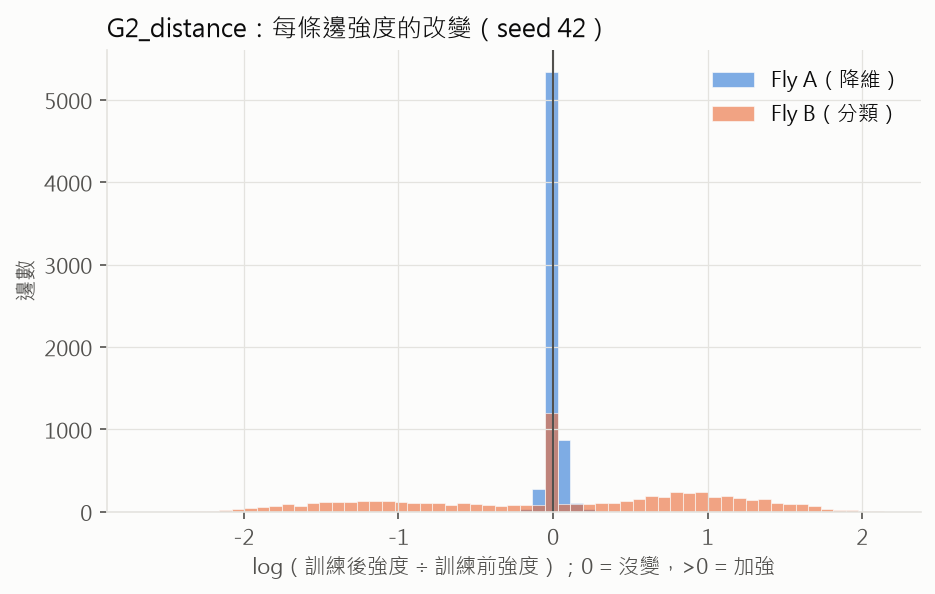 G2_distance：每條邊強度的改變（seed 42）
Fly A（降維）
Fly B（分類）
5000
4000
3000
2000
1000
0
邊數
-2
-1
0
1
2
log（訓練後強度 ÷ 訓練前強度）；0 = 沒變，>0 = 加強